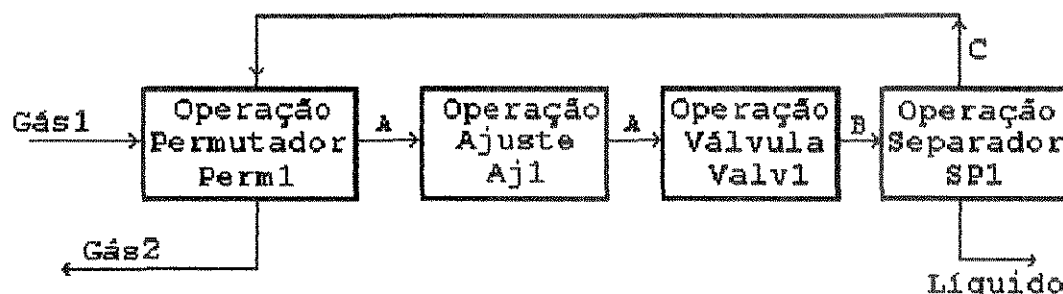 C
Gás1
Operação
Permutador
Perm1
A
Operação
Ajuste
Aj1
A
Operação
Válvula
Valv1
B
Operação
Separador
SP1
Gás2
Líquido